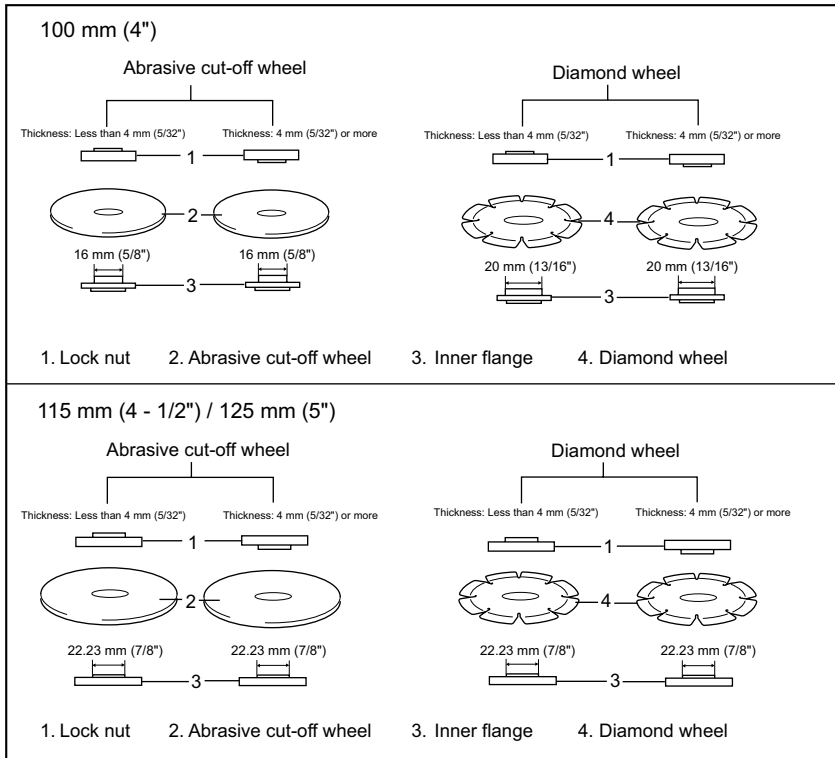 100 mm (4")
Abrasive cut-off wheel
Thickness: Less than 4 mm (5/32")
Thickness: 4 mm (5/32") or more
1
2
16 mm (5/8")
16 mm (5/8")
3
Diamond wheel
Thickness: Less than 4 mm (5/32")
Thickness: 4 mm (5/32") or more
1
4
20 mm (13/16")
20 mm (13/16")
3
1. Lock nut 2. Abrasive cut-off wheel 3. Inner flange 4. Diamond wheel
115 mm (4 - 1/2") / 125 mm (5")
Abrasive cut-off wheel
Thickness: Less than 4 mm (5/32")
Thickness: 4 mm (5/32") or more
1
2
22.23 mm (7/8")
22.23 mm (7/8")
3
Diamond wheel
Thickness: Less than 4 mm (5/32")
Thickness: 4 mm (5/32") or more
1
4
22.23 mm (7/8")
22.23 mm (7/8")
3
1. Lock nut 2. Abrasive cut-off wheel 3. Inner flange 4. Diamond wheel